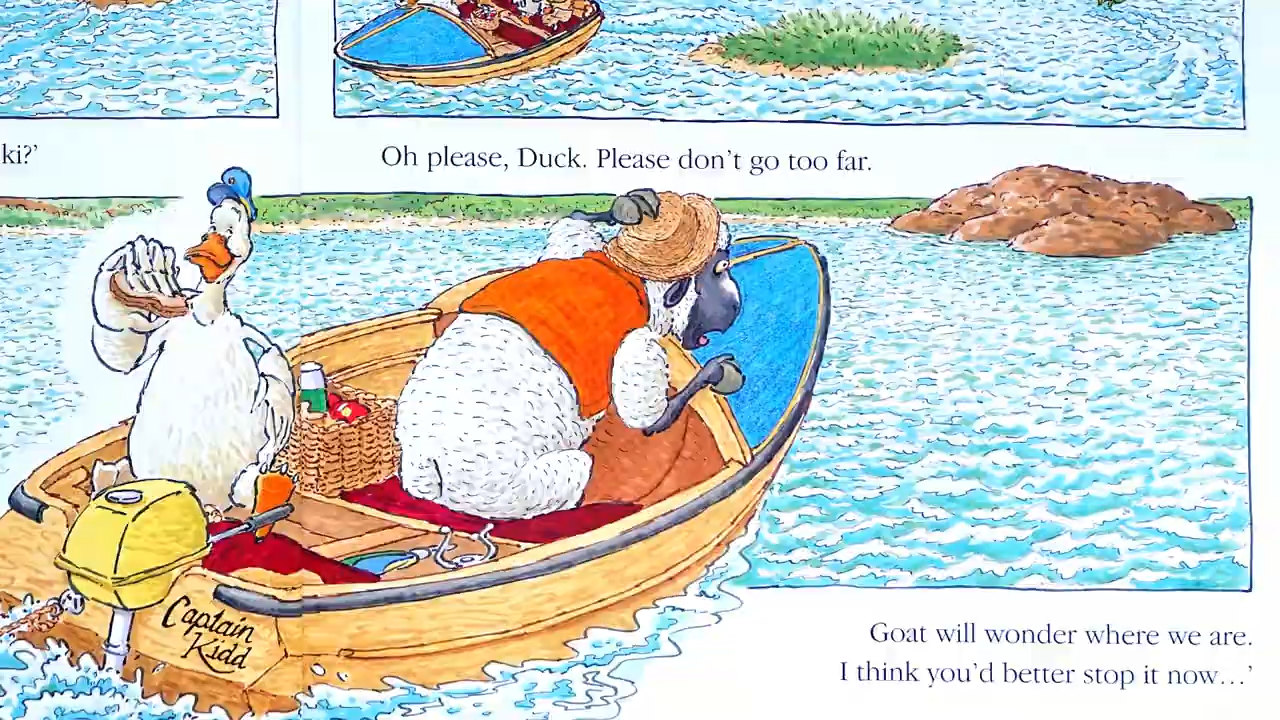 ki?’
Oh please, Duck. Please don’t go too far.
Captain
Kidd
Goat will wonder where we are.
I think you’d better stop it now…’